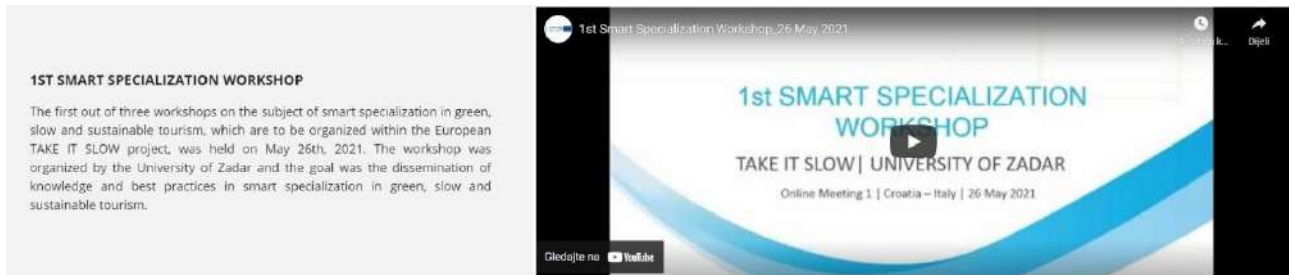 1ST SMART SPECIALIZATION WORKSHOP
The first out of three workshops on the subject of smart specialization in green,
slow and sustainable tourism, which are to be organized within the European
TAKE IT SLOW project, was held on May 26th, 2021. The workshop was
organized by the University of Zadar and the goal was the dissemination of
knowledge and best practices in smart specialization in green, slow and
sustainable tourism.
1st Smart Specialization Workshop_26 May 2021
k...
Dijeli
1st SMART SPECIALIZATION
WORKSHOP
TAKE IT SLOW| UNIVERSITY OF ZADAR
Online Meeting 1 | Croatia – Italy | 26 May 2021
Gledajte na YouTube